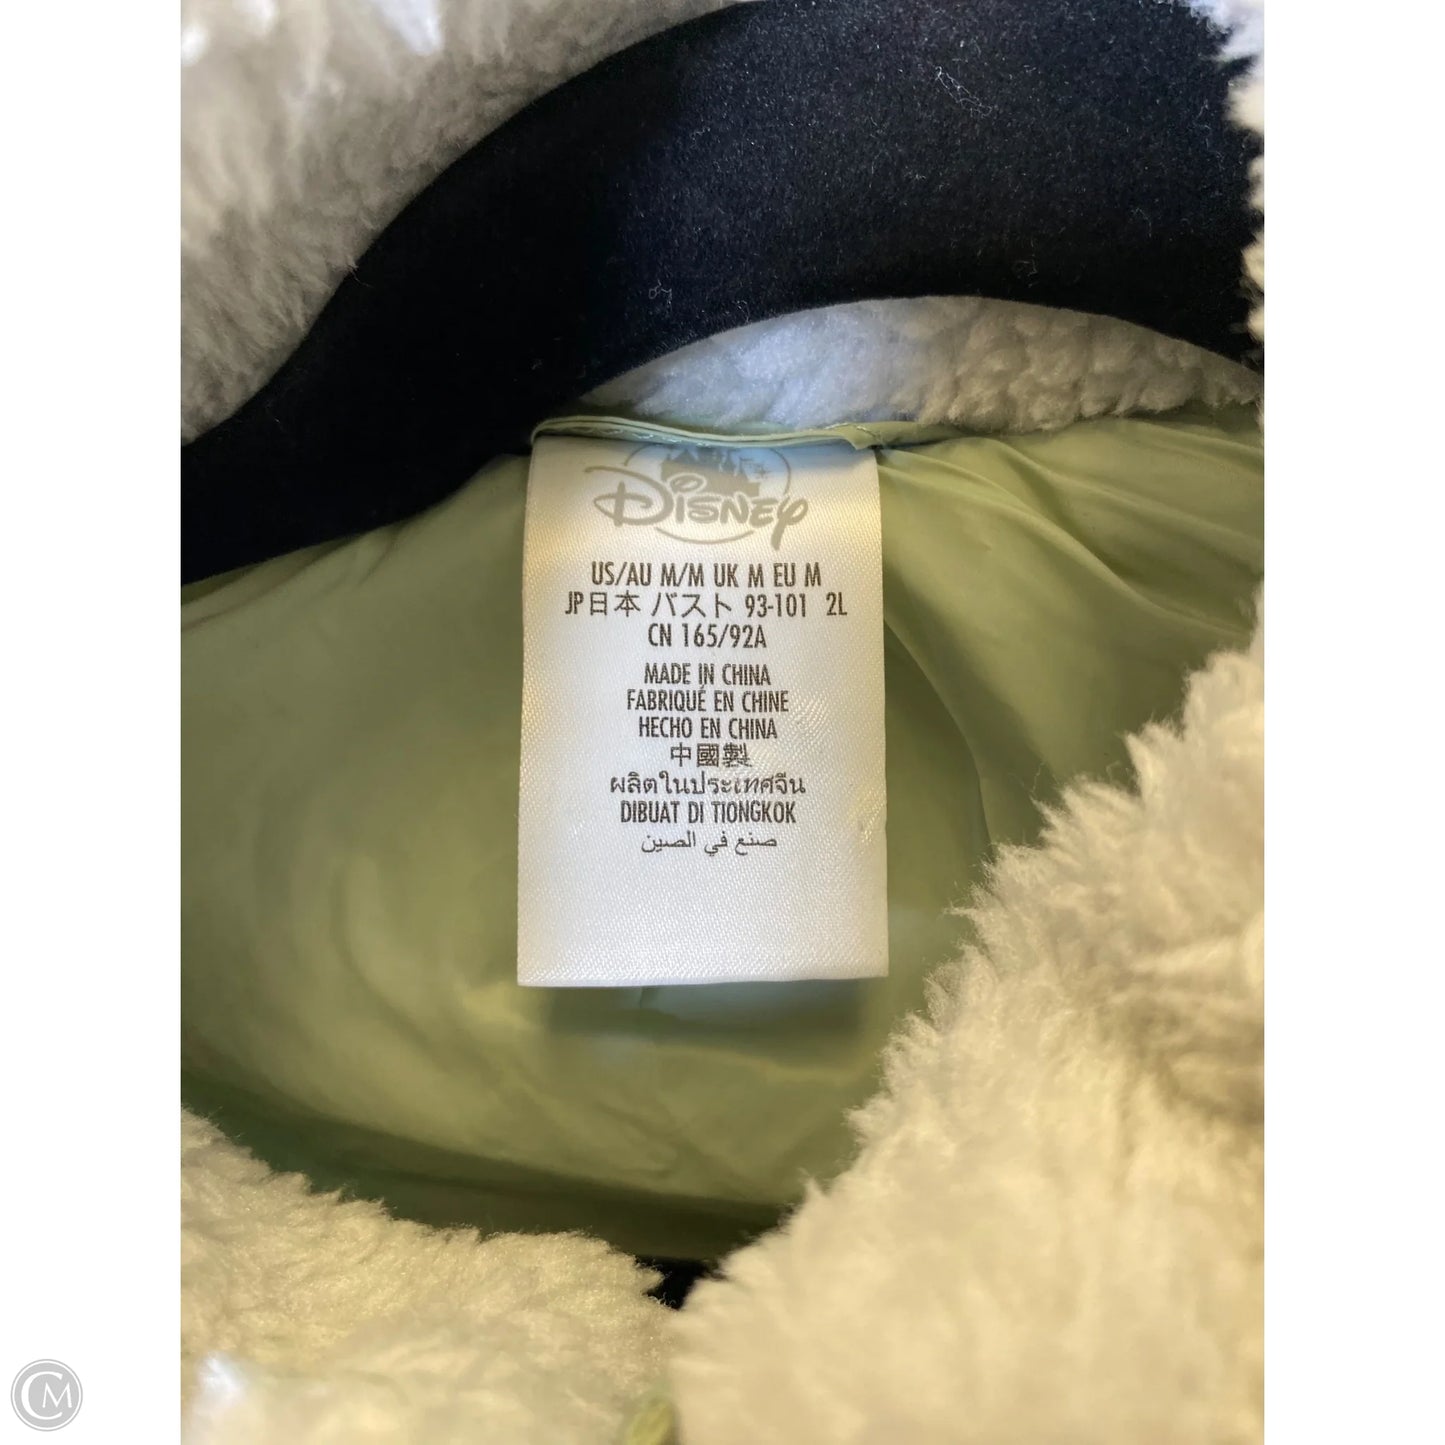 Disney
US/AU M/M UK M EU M
JP日本 バスト 93-101 2L
CN 165/92A
MADE IN CHINA
FABRIQUÉ EN CHINE
HECHO EN CHINA
中國製
ผลิตในประเทศจีน
DIBUAT DI TIONGKOK
صنع في الصين
CM